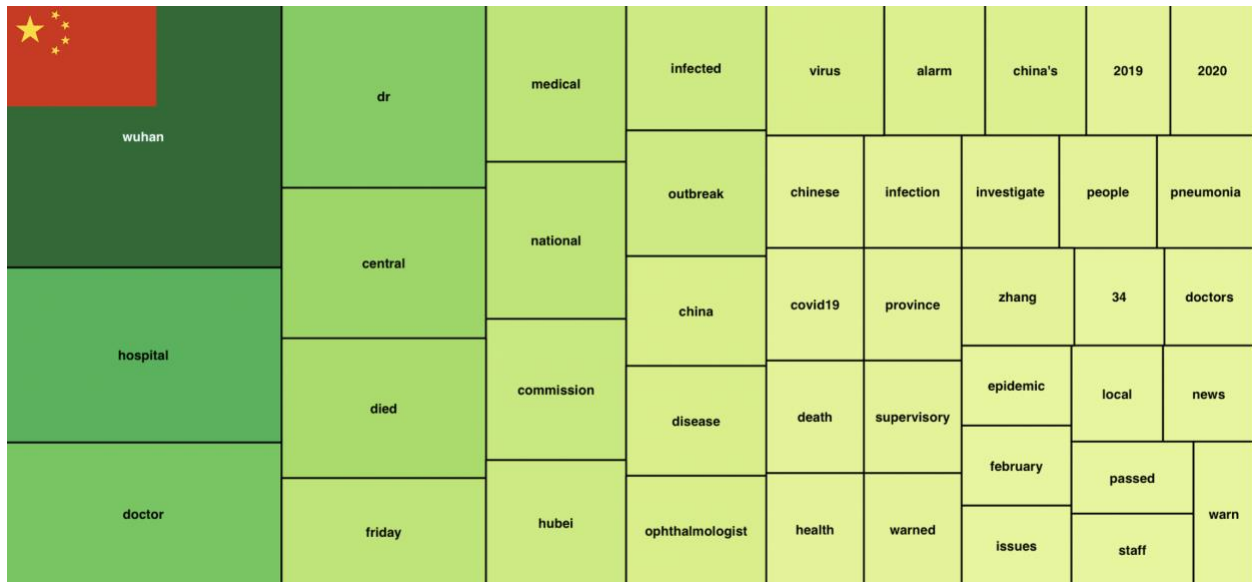 wuhan
hospital
doctor
dr
central
died
friday
medical
national
commission
hubei
infected
outbreak
china
disease
ophthalmologist
virus
alarm
china's
2019
2020
chinese
infection
investigate
people
pneumonia
covid19
province
zhang
34
doctors
death
supervisory
epidemic
local
news
february
passed
warn
health
warned
issues
staff